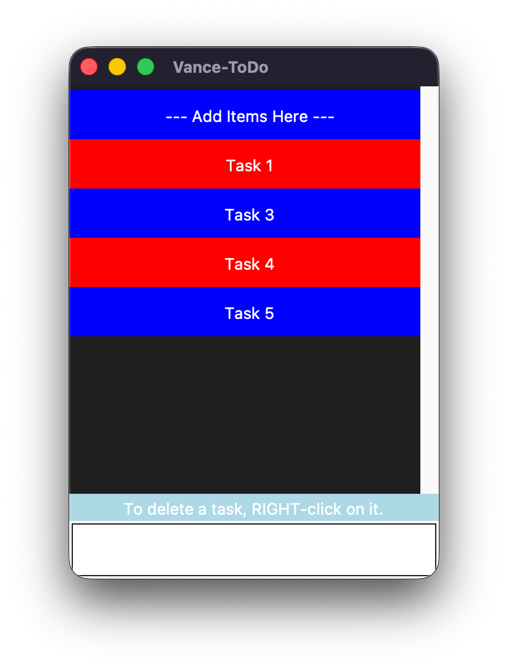 Vance-ToDo
--- Add Items Here ---
Task 1
Task 3
Task 4
Task 5
To delete a task, RIGHT-click on it.